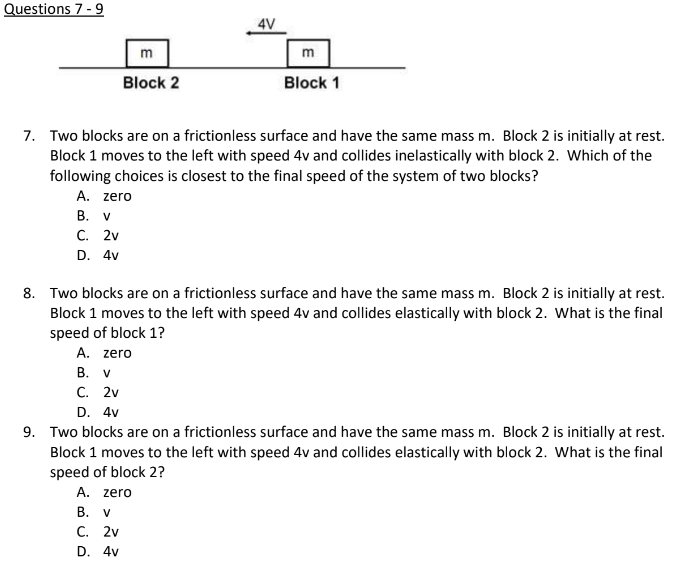 Questions 7 - 9
4V
m
m
Block 2
Block 1
7. Two blocks are on a frictionless surface and have the same mass m. Block 2 is initially at rest.
Block 1 moves to the left with speed 4v and collides inelastically with block 2. Which of the
following choices is closest to the final speed of the system of two blocks?
A. zero
B. v
C. 2v
D. 4v
8. Two blocks are on a frictionless surface and have the same mass m. Block 2 is initially at rest.
Block 1 moves to the left with speed 4v and collides elastically with block 2. What is the final
speed of block 1?
A. zero
B. v
C. 2v
D. 4v
9. Two blocks are on a frictionless surface and have the same mass m. Block 2 is initially at rest.
Block 1 moves to the left with speed 4v and collides elastically with block 2. What is the final
speed of block 2?
A. zero
B. v
C. 2v
D. 4v